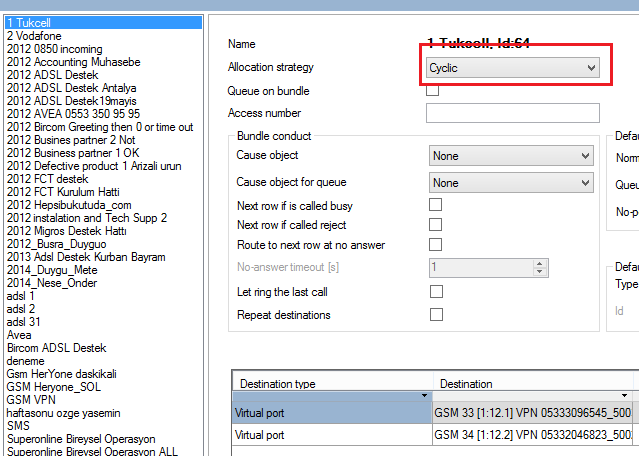 1 Tukcell
2 Vodafone
2012 0850 incoming
2012 Accounting Muhasebe
2012 ADSL Destek
2012 ADSL Destek Antalya
2012 ADSL Destek19mayis
2012 AVEA 0553 350 95 95
2012 Bircom Greeting then 0 or time out
2012 Busines partner 2 Not
2012 Business partner 1 OK
2012 Defective product 1 Arizali urun
2012 FCT destek
2012 FCT Kurulum Hatti
2012 Hepsibukutuda_com
2012 instalation and Tech Supp 2
2012 Migros Destek Hattı
2012_Busra_Duyguo
2013 Adsl Destek Kurban Bayram
2014_Duygu_Mete
2014_Nese_Onder
adsl 1
adsl 2
adsl 31
Avea
Bircom ADSL Destek
deneme
Gsm HerYone daskikali
GSM Heryone_SOL
GSM VPN
haftasonu ozge yasemin
SMS
Superonline Bireysel Operasyon
Superonline Bireysel Operasyon ALL
Name
1 Tukcell, Id:64
Allocation strategy
Cyclic
Queue on bundle
Access number
Bundle conduct
Cause object
None
Cause object for queue
None
Next row if is called busy
Next row if called reject
Route to next row at no answer
No-answer timeout [s]
1
Let ring the last call
Repeat destinations
Defau
Norm
Queu
No-p
Defau
Type
Id
Destination type
Destination
Virtual port
GSM 33 [1:12.1] VPN 05333096545_500
Virtual port
GSM 34 [1:12.2] VPN 05332046823_500